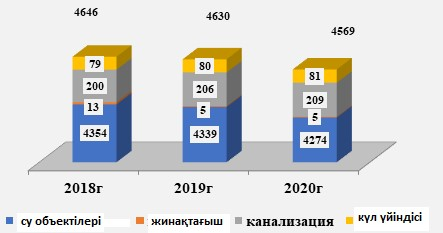 4646
4630
4569
79
80
81
200
206
209
13
5
5
4354
4339
4274
2018г
2019г
2020г
су объектілері
жинақтағыш
канализация
күл үйіндісі